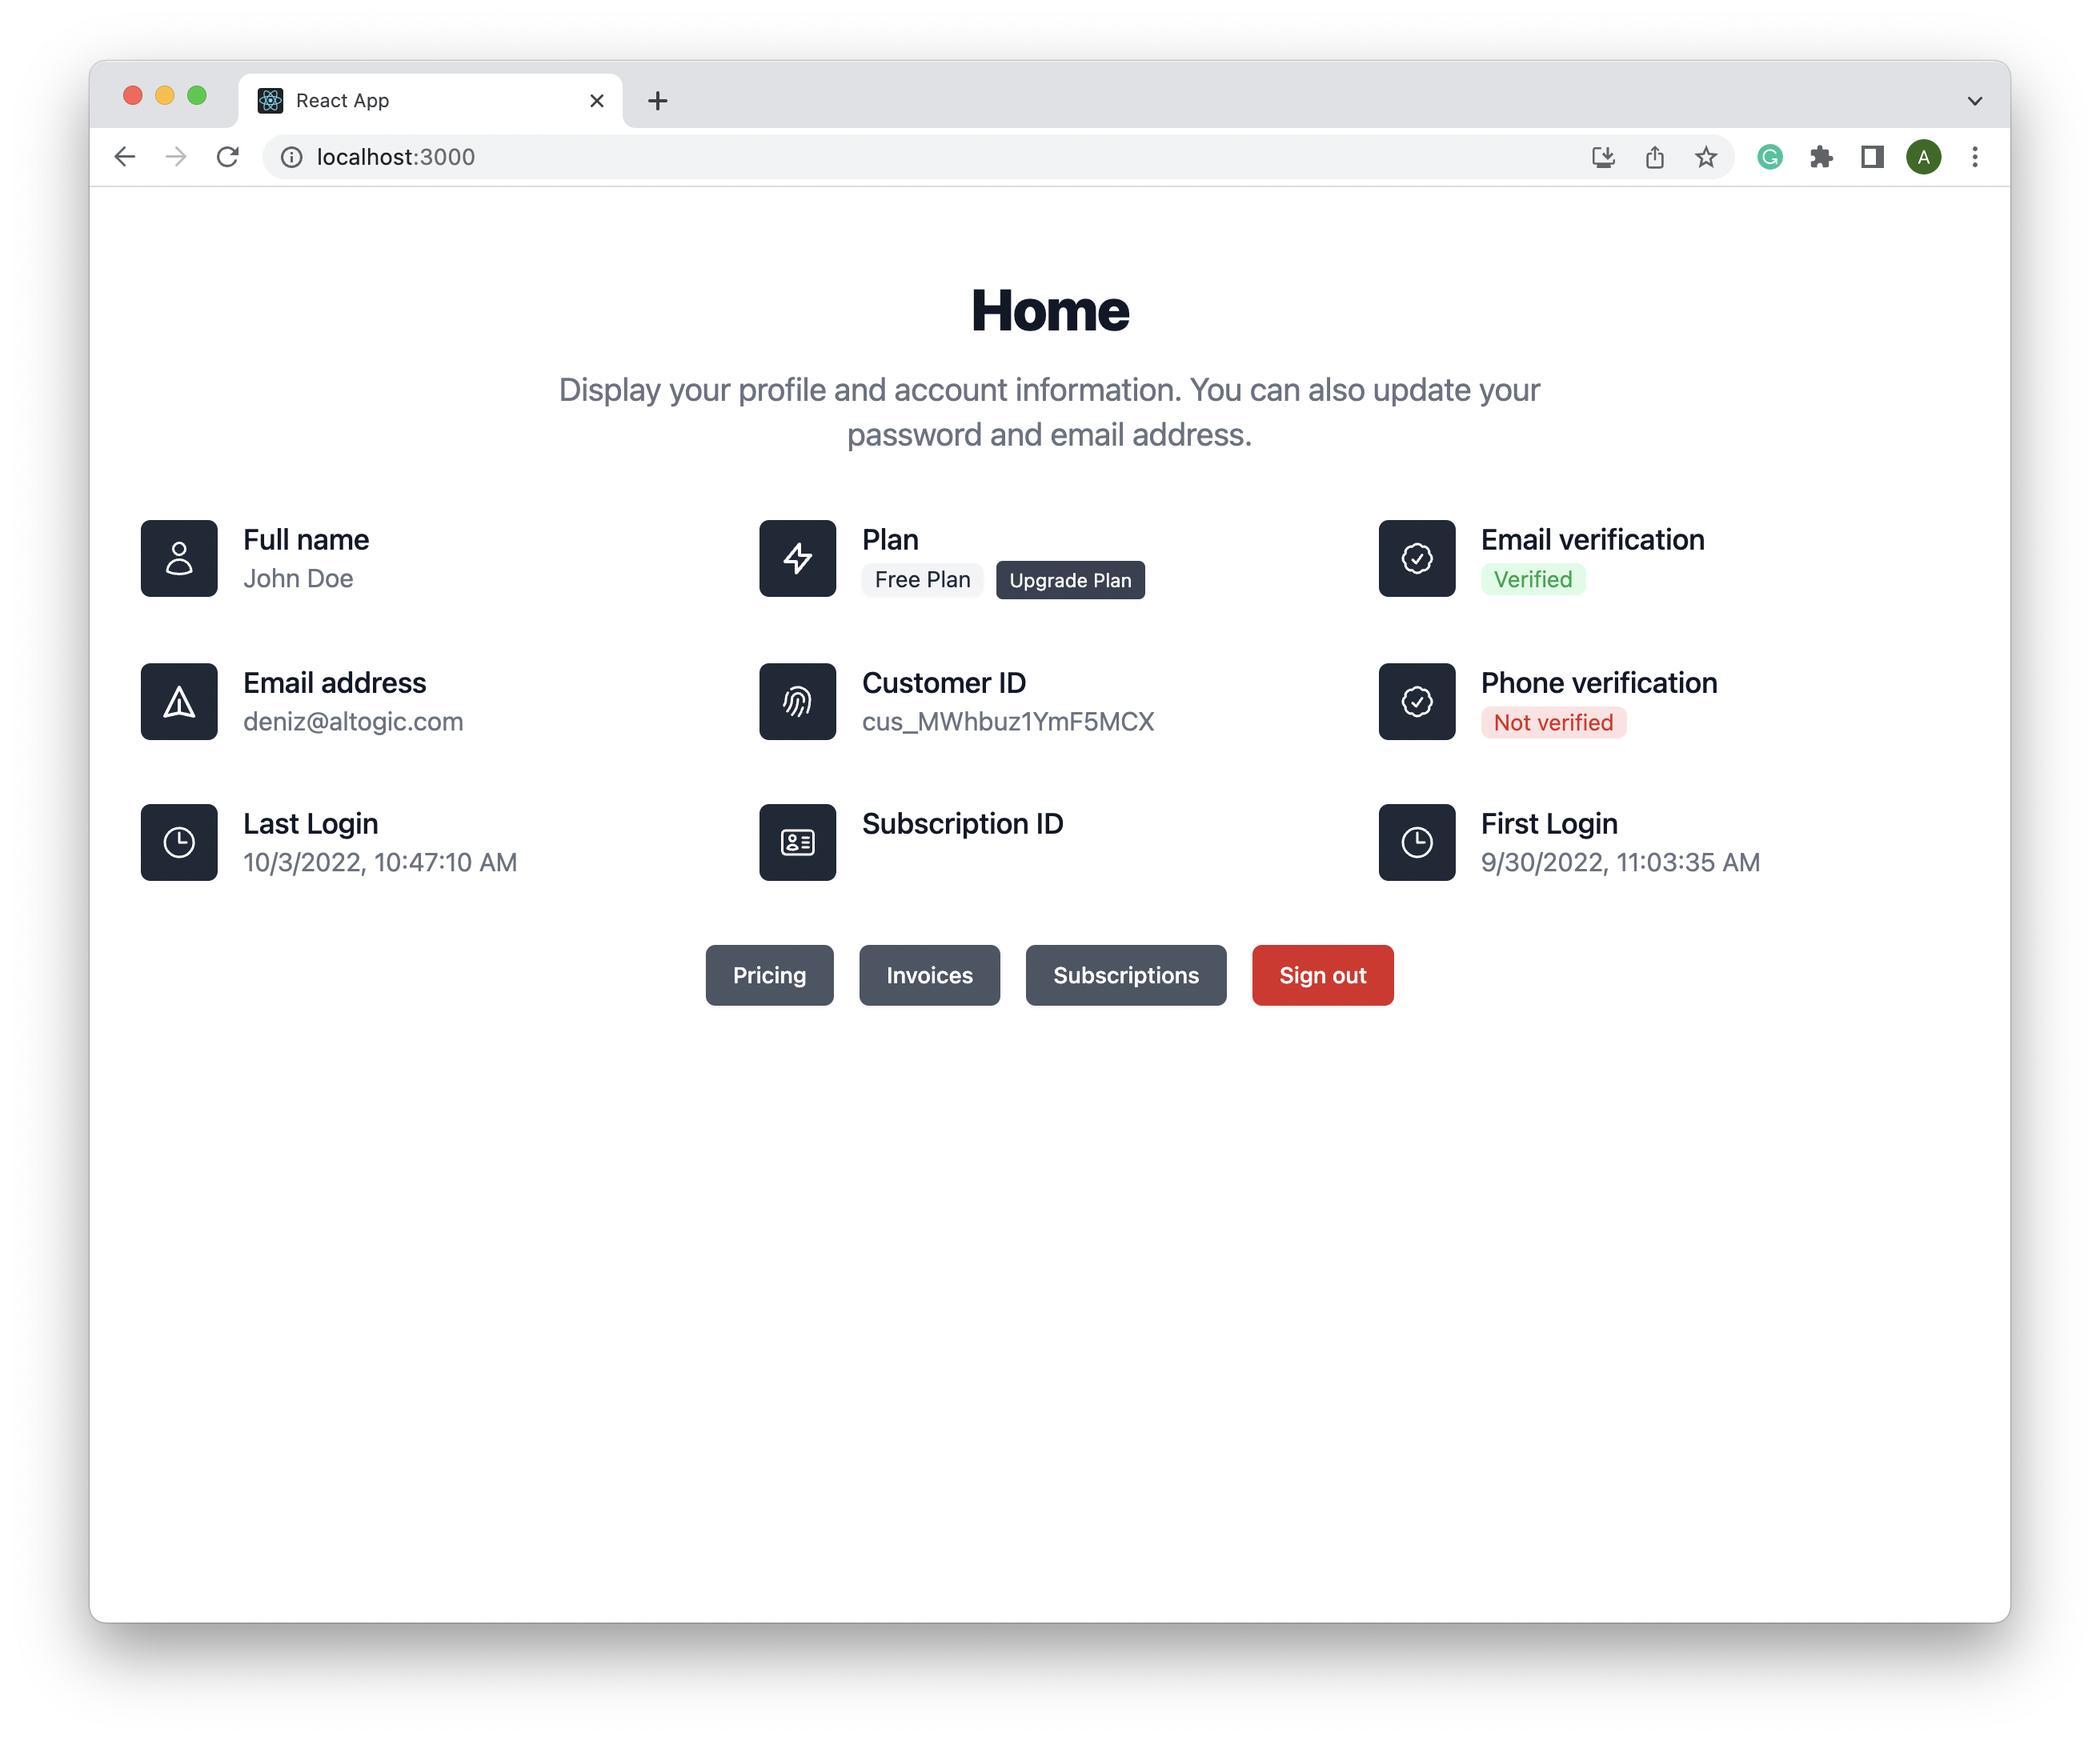 React App
localhost:3000
A
Home
Display your profile and account information. You can also update your
password and email address.
Full name
John Doe
Plan
Free Plan
Upgrade Plan
Email verification
Verified
Email address
deniz@altogic.com
Customer ID
cus_MWhbuz1YmF5MCX
Phone verification
Not verified
Last Login
10/3/2022, 10:47:10 AM
Subscription ID
First Login
9/30/2022, 11:03:35 AM
Pricing
Invoices
Subscriptions
Sign out